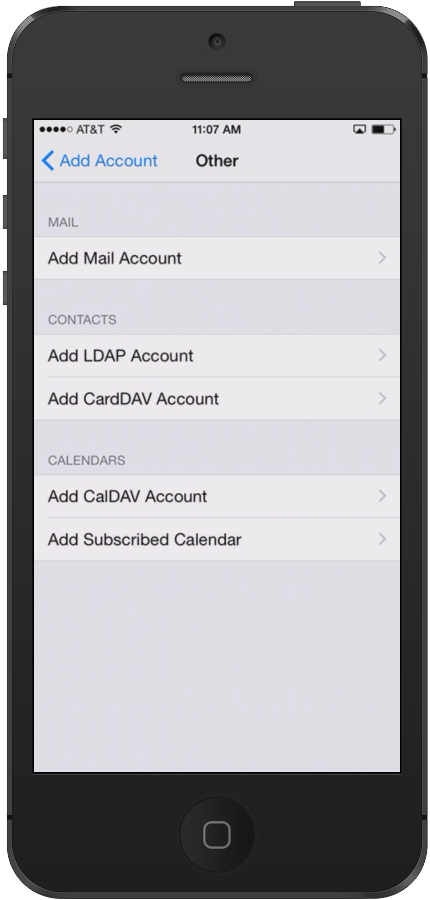 AT&T 11:07 AM
Add Account Other
MAIL
Add Mail Account
CONTACTS
Add LDAP Account
Add CardDAV Account
CALENDARS
Add CalDAV Account
Add Subscribed Calendar